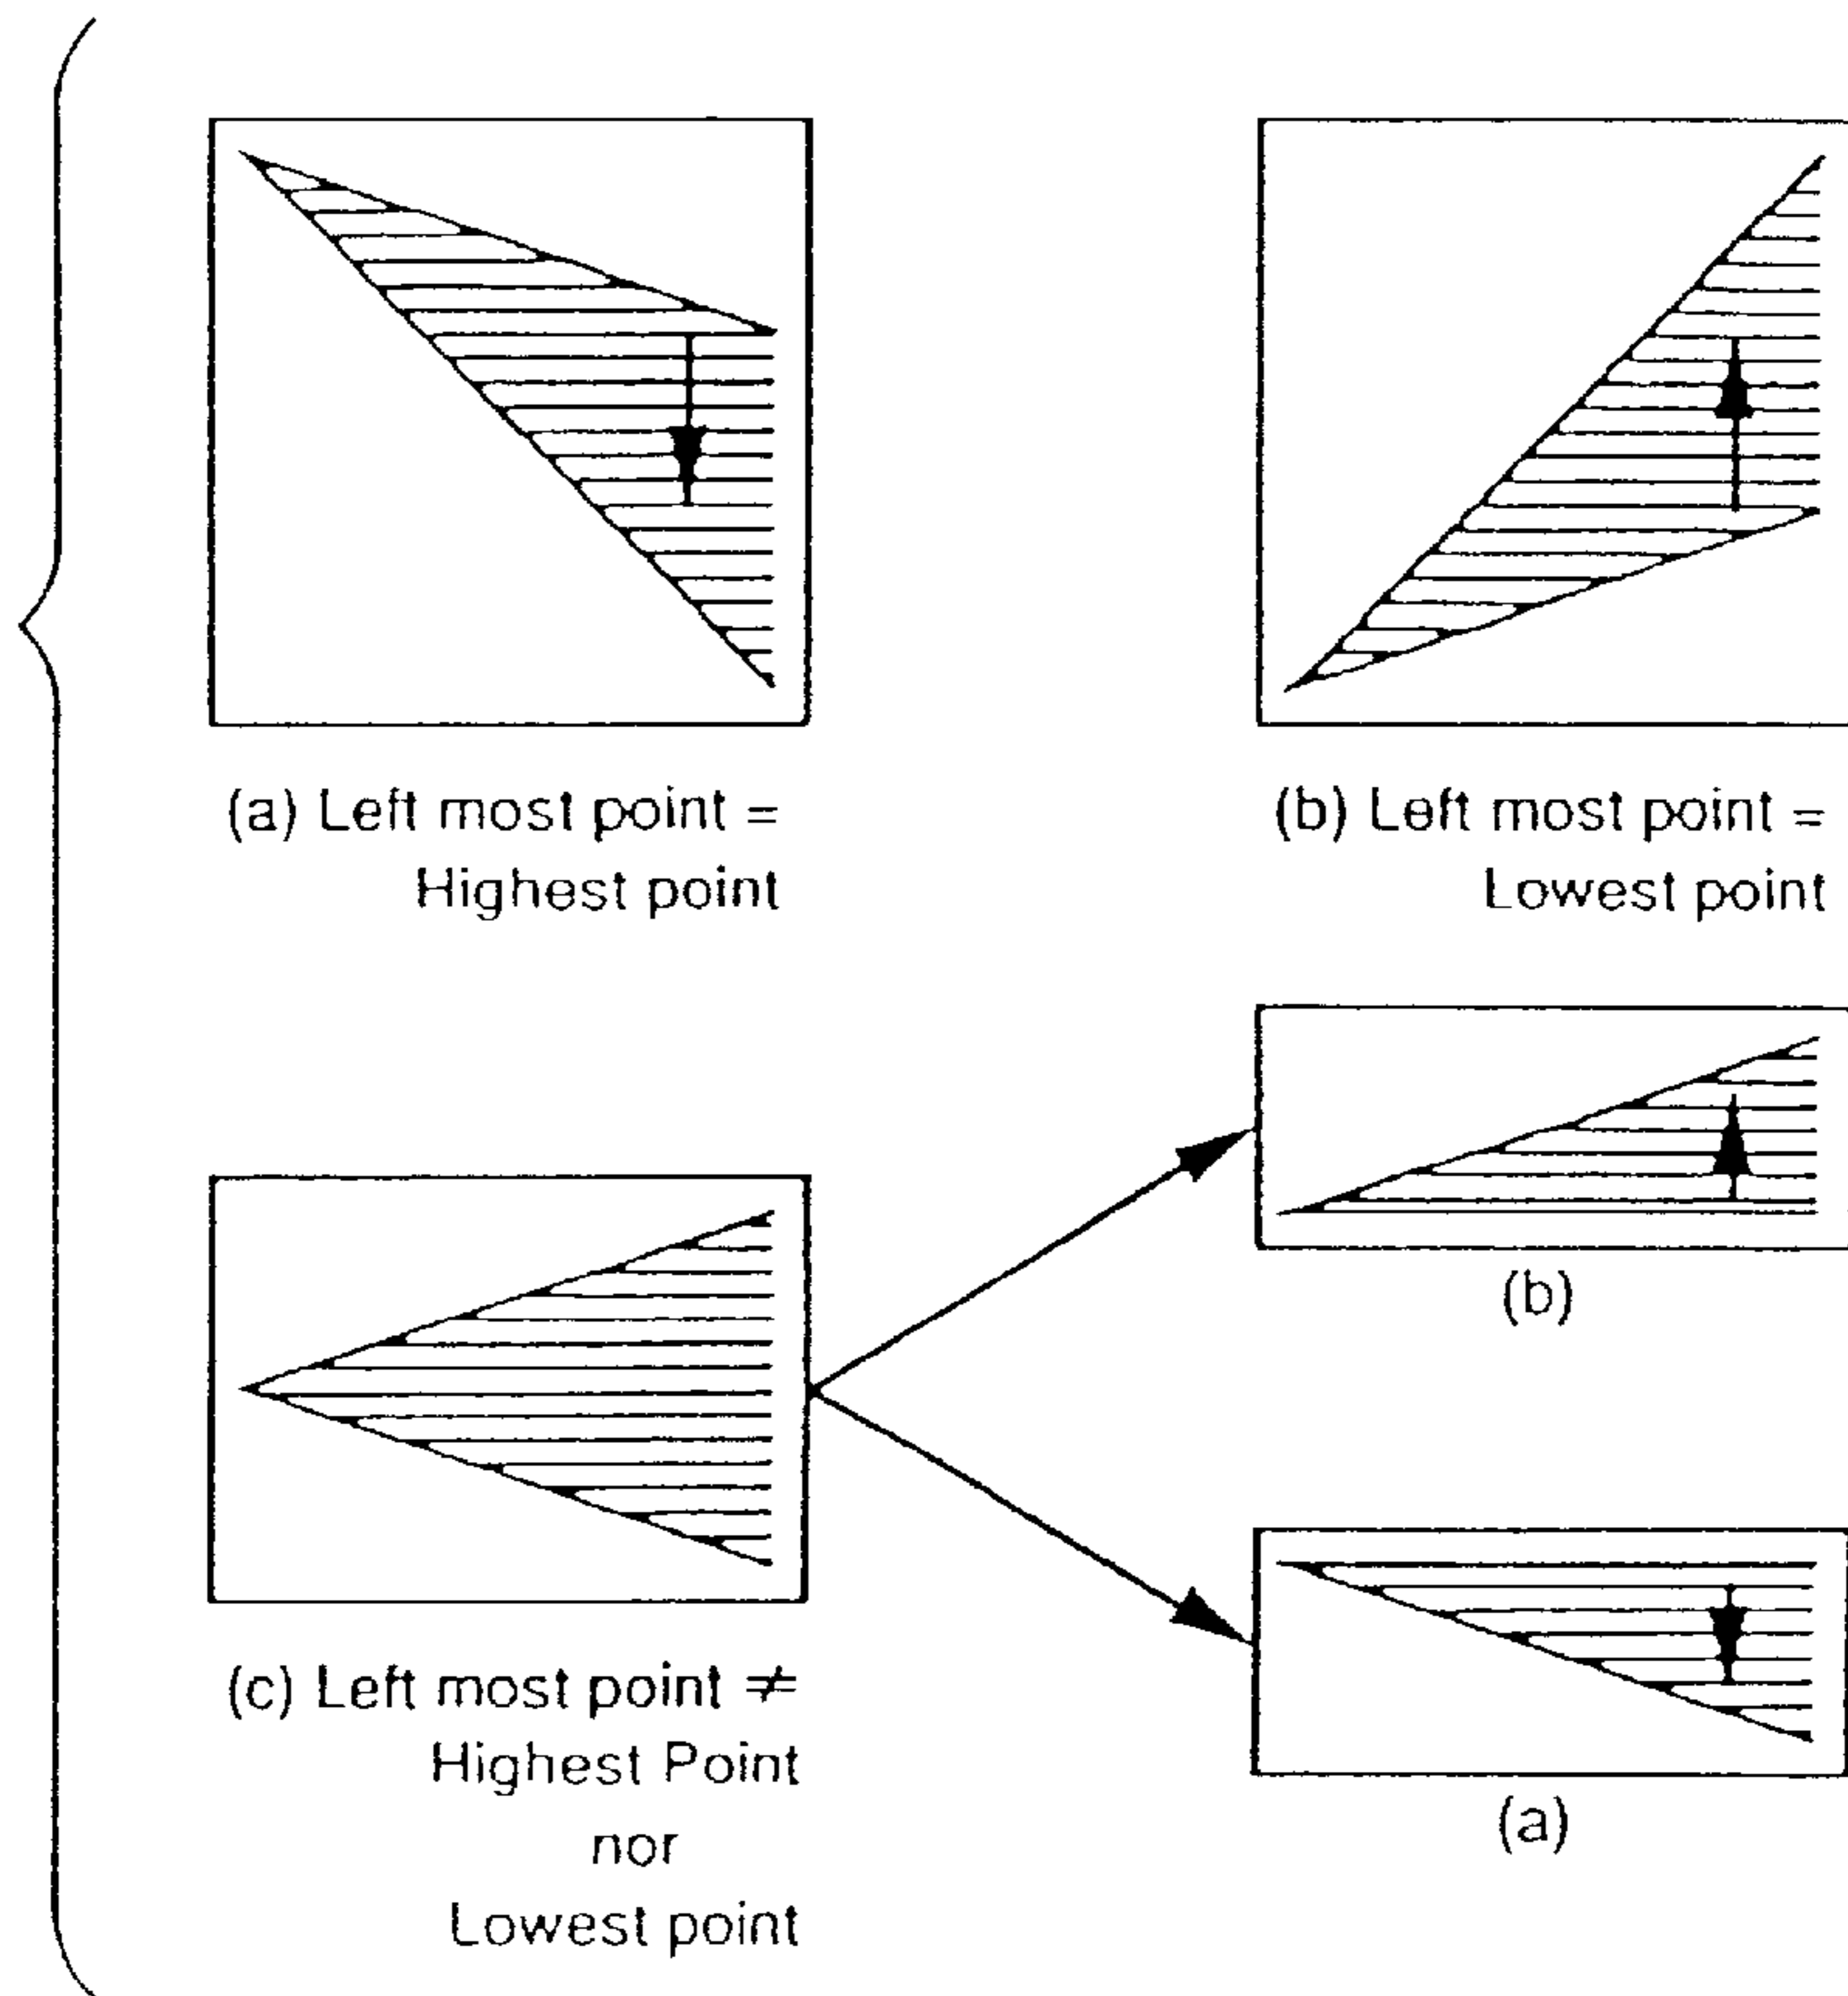 (a) Left most point =
Highest point
(b) Left most point =
Lowest point
(b)
(c) Left most point ≠
Highest Point
nor
Lowest point
(a)